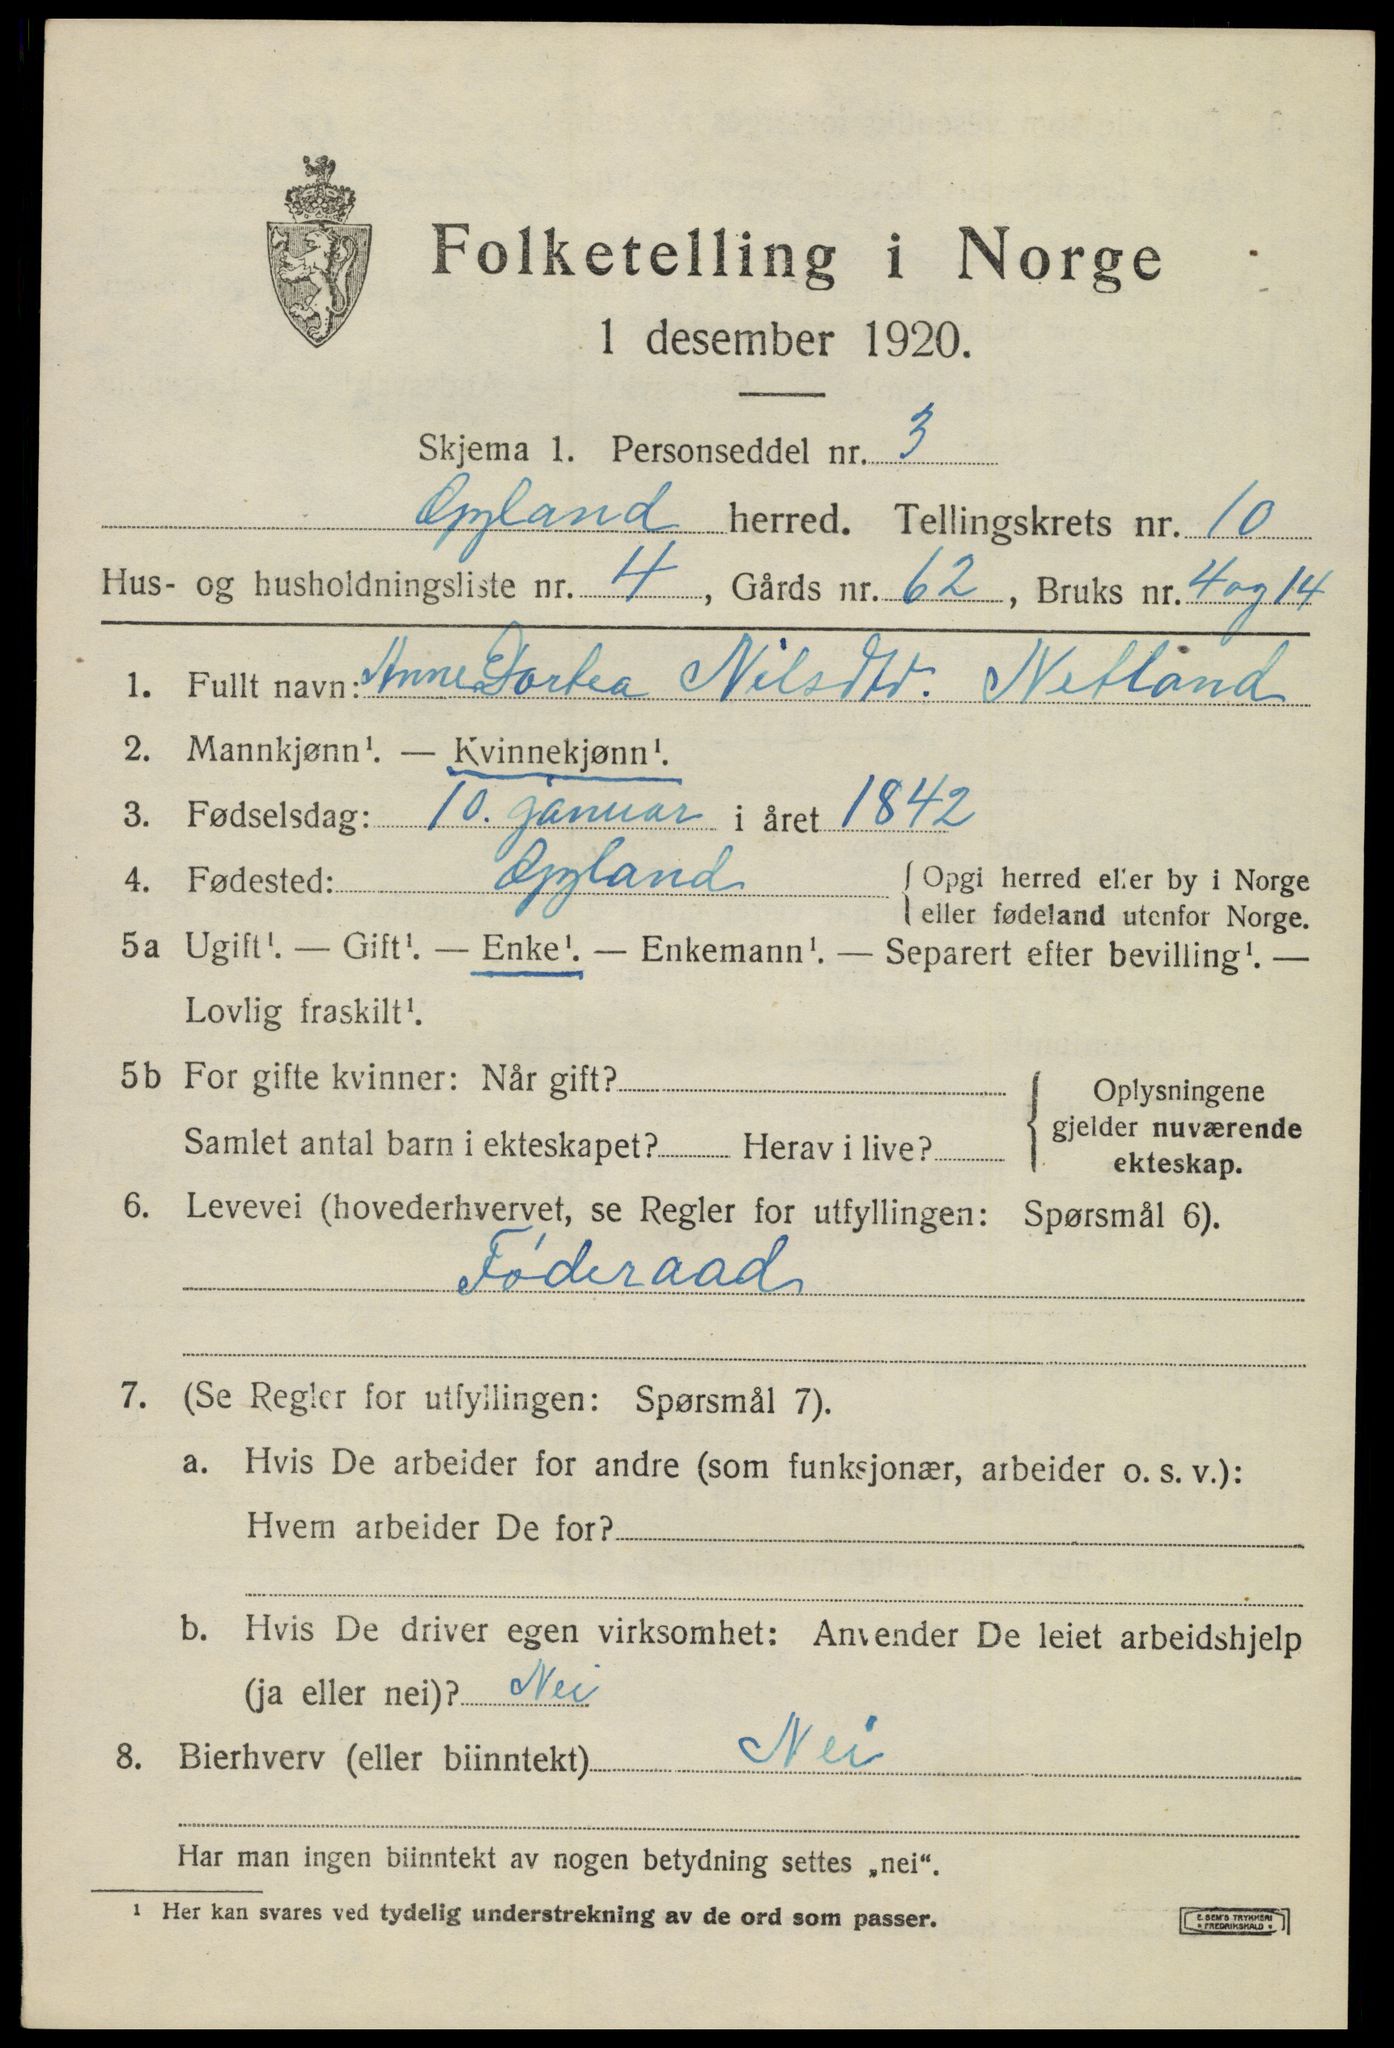 Folketelling i Norge
1 desember 1920.
Skjema 1. Personseddel nr. 3
Øyland herred. Tellingskrets nr. 10
Hus- og husholdningsliste nr. 4, Gårds nr. 62, Bruks nr. 4 og 14
1. Fullt navn: Anne Dortea Nilsdtr. Netland
2. Mannkjønn¹. — Kvinnekjønn¹.
3. Fødselsdag: 10. januar i året 1842
4. Fødested: Øyland { Opgi herred eller by i Norge
eller fødeland utenfor Norge.
5a Ugift¹. — Gift¹. — Enke¹. — Enkemann¹. — Separert efter bevilling¹. —
Lovlig fraskilt¹.
5b For gifte kvinner: Når gift?
Samlet antal barn i ekteskapet? Herav i live?
{ Oplysningene
gjelder nuværende
ekteskap.
6. Levevei (hovederhvervet, se Regler for utfyllingen: Spørsmål 6).
Føderaad
7. (Se Regler for utfyllingen: Spørsmål 7).
a. Hvis De arbeider for andre (som funksjonær, arbeider o. s. v.):
Hvem arbeider De for?
b. Hvis De driver egen virksomhet: Anvender De leiet arbeidshjelp
(ja eller nei)? Nei
8. Bierhverv (eller biinntekt) Nei
Har man ingen biinntekt av nogen betydning settes „nei“.
¹ Her kan svares ved tydelig understrekning av de ord som passer.
E. SEM'S TRYKKERI
* FREDRIKSHALD *